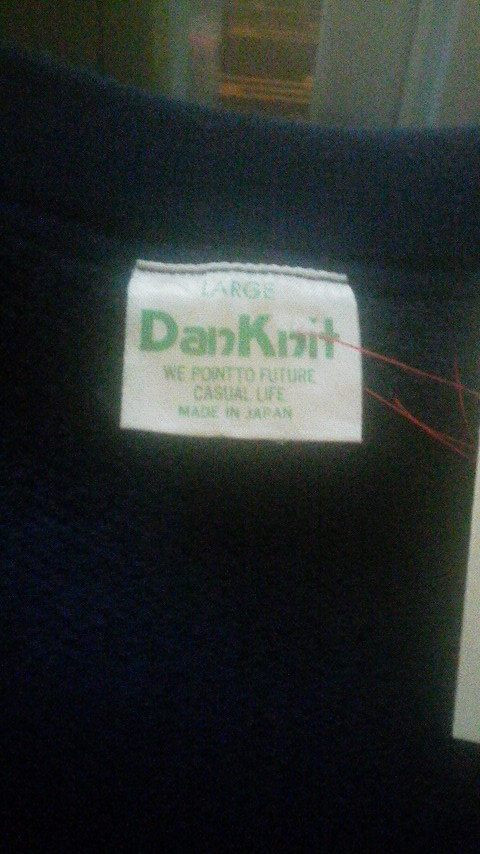 LARGE
DanKnit
WE POINT TO FUTURE
CASUAL LIFE
MADE IN JAPAN